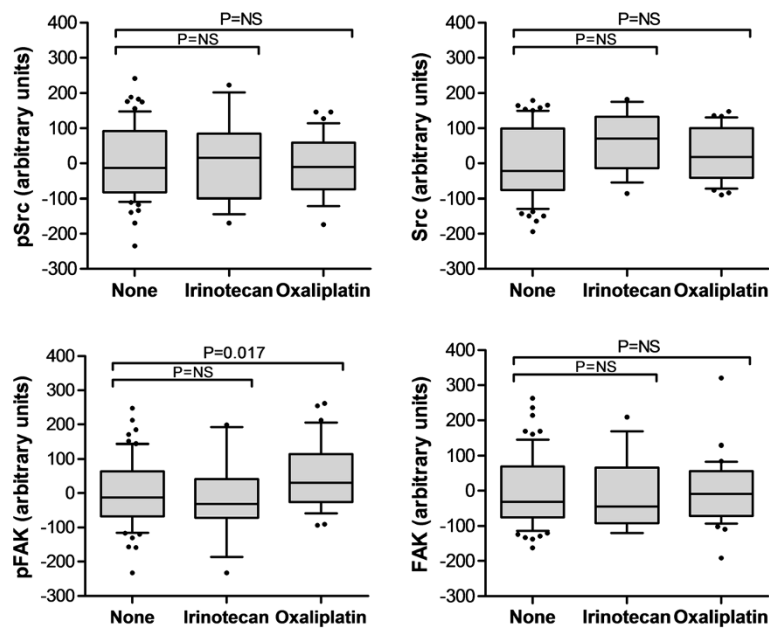 P=NS
P=NS
400
300
200
100
0
-100
-200
-300
pSrc (arbitrary units)
None Irinotecan Oxaliplatin
P=NS
P=NS
400
300
200
100
0
-100
-200
-300
Src (arbitrary units)
None Irinotecan Oxaliplatin
P=0.017
P=NS
400
300
200
100
0
-100
-200
-300
pFAK (arbitrary units)
None Irinotecan Oxaliplatin
P=NS
P=NS
400
300
200
100
0
-100
-200
-300
FAK (arbitrary units)
None Irinotecan Oxaliplatin